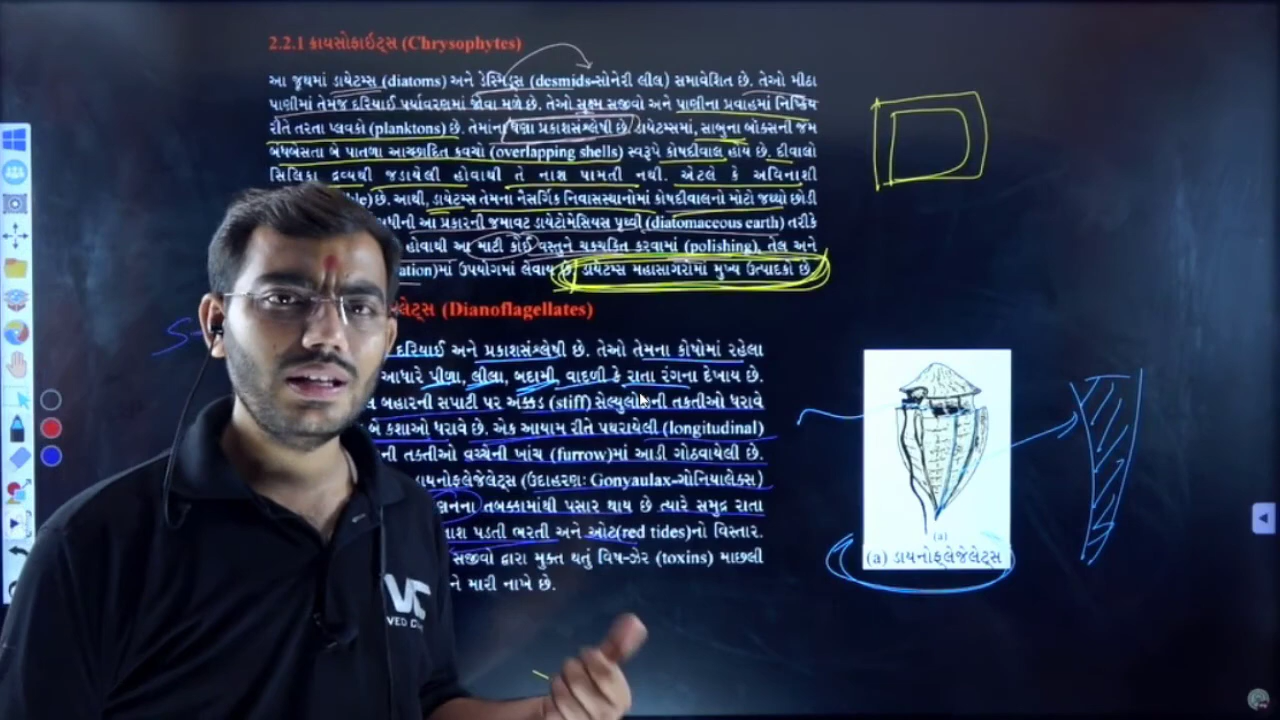 2.2.1 ક્રાયસોફાઇટ્સ (Chrysophytes)
આ જૂથમાં ડાયેટમ્સ (diatoms) અને ડેસ્મિડ્સ (desmids-સોનેરી લીલ) સમાવેશિત છે. તેઓ મીઠા
પાણીમાં તેમજ દરિયાઈ પર્યાવરણમાં જોવા મળે છે. તેઓ સૂક્ષ્મ સજીવો અને પાણીના પ્રવાહમાં નિષ્ક્રિય
રીતે તરતા પ્લવકો (planktons) છે. તેમાંના ઘણા પ્રકાશસંશ્લેષી છે. ડાયેટમ્સમાં, સાબુના બૉક્સની જેમ
બંધબેસતા બે પાતળા આચ્છાદિત કવચો (overlapping shells) સ્વરૂપે કોષદીવાલ હોય છે. દીવાલો
સિલિકા દ્રવ્યથી જડાયેલી હોવાથી તે નાશ પામતી નથી. એટલે કે અવિનાશી
છે. આથી, ડાયેટમ્સ તેમના નૈસર્ગિક નિવાસસ્થાનોમાં કોષદીવાલનો મોટો જથ્થો છોડી
આ પ્રકારની જમાવટ ડાયેટોમેસિયસ પૃથ્વી (diatomaceous earth) તરીકે
હોવાથી આ માટી કોઈ વસ્તુને ચકચકિત કરવામાં (polishing), તેલ અને
માં ઉપયોગમાં લેવાય છે. ડાયેટમ્સ મહાસાગરોમાં મુખ્ય ઉત્પાદકો છે.
લેટ્સ (Dianoflagellates)
દરિયાઈ અને પ્રકાશસંશ્લેષી છે. તેઓ તેમના કોષોમાં રહેલા
આધારે પીળા, લીલા, બદામી, વાદળી કે રાતા રંગના દેખાય છે.
બહારની સપાટી પર અક્કડ (stiff) સેલ્યુલોઝની તકતીઓ ધરાવે
બે કશાઓ ધરાવે છે. એક આયામ રીતે પથરાયેલી (longitudinal)
ની તક્તીઓ વચ્ચેની ખાંચ (furrow)માં આડી ગોઠવાયેલી છે.
ડાયનોફ્લેજેલેટ્સ (ઉદાહરણઃ Gonyaulax-ગોનિયાલેક્સ)
તબક્કામાંથી પસાર થાય છે ત્યારે સમુદ્ર રાતા
પડતી ભરતી અને ઓટ(red tides)નો વિસ્તાર.
સજીવો દ્વારા મુક્ત થતું વિષ-ઝેર (toxins) માછલી
ને મારી નાખે છે.
(a)
(a) ડાયનોફ્લેજેલેટ્સ
VC